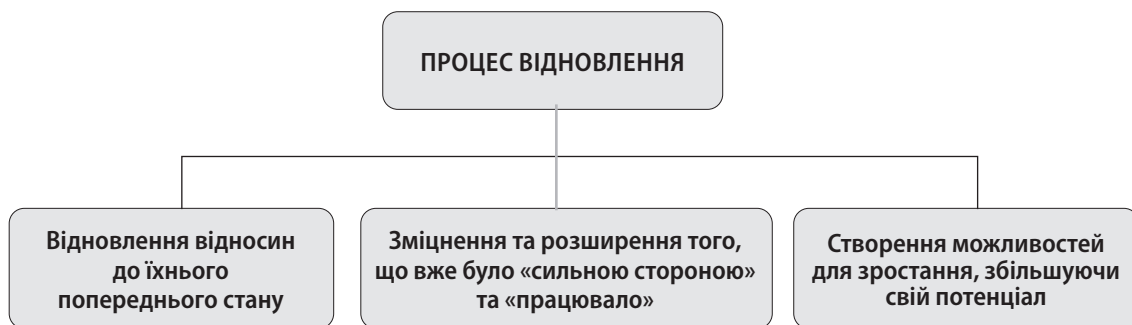 ПРОЦЕС ВІДНОВЛЕННЯ
Відновлення відносин
до їхнього
попереднього стану
Зміцнення та розширення того,
що вже було «сильною стороною»
та «працювало»
Створення можливостей
для зростання, збільшуючи
свій потенціал